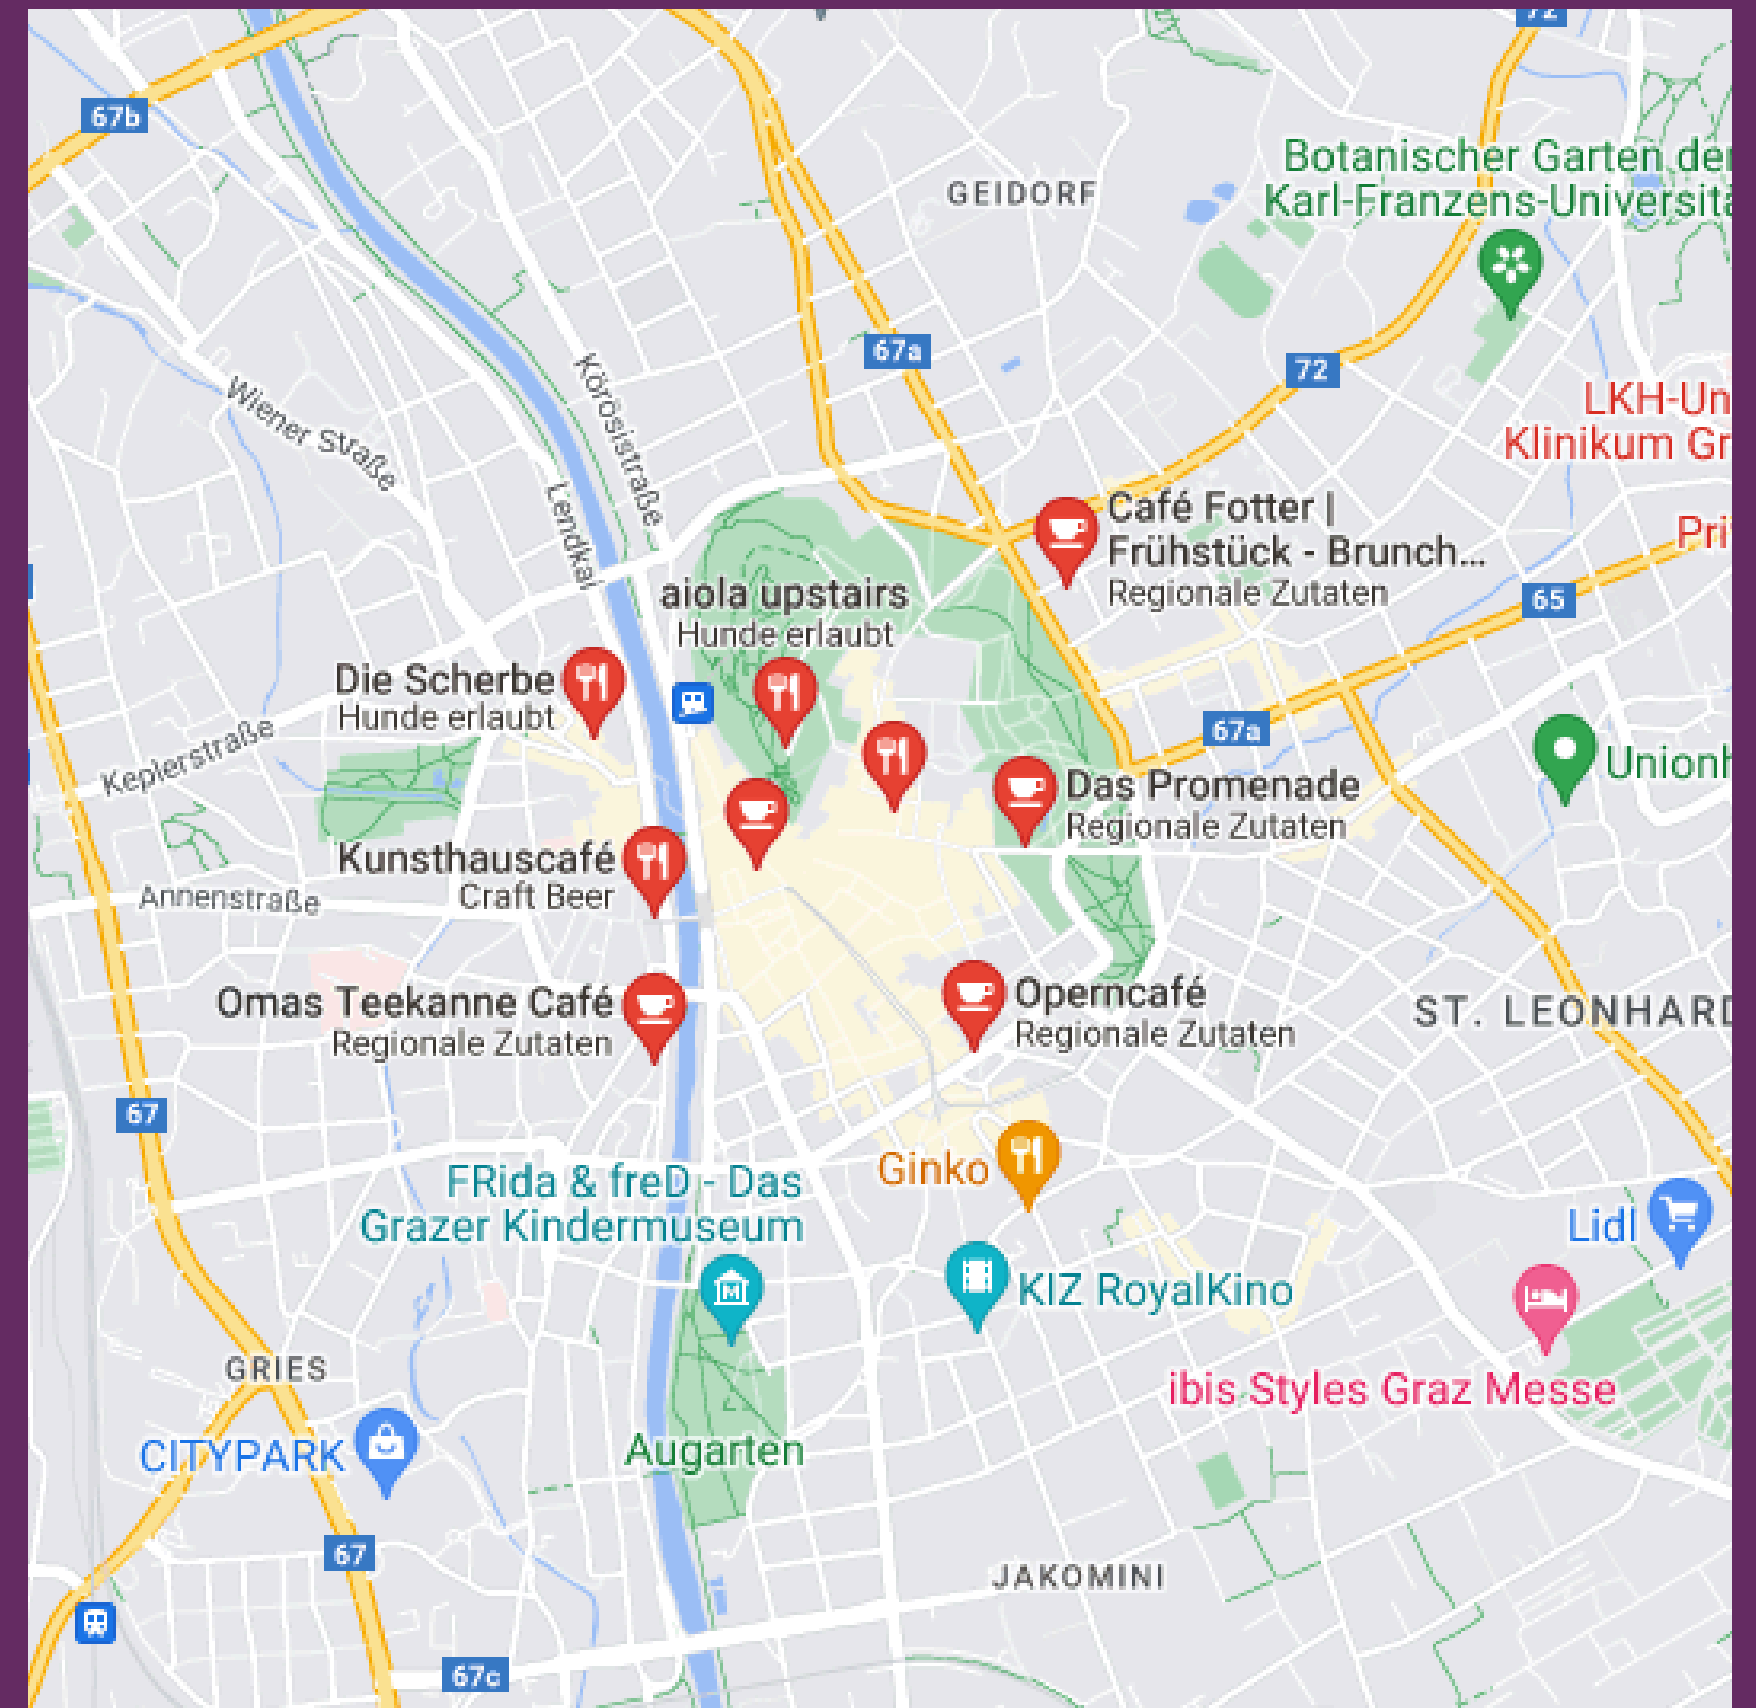 72
67b
Botanischer Garten der
Karl-Franzens-Universitä
GEIDORF
67a
72
Wiener Straße
Körösistraße
LKH-Un
Klinikum Gr
Lendkai
Café Fotter |
Frühstück - Brunch...
Regionale Zutaten
Pri
aiola upstairs
Hunde erlaubt
65
Die Scherbe
Hunde erlaubt
67a
Keplerstraße
Unionh
Das Promenade
Regionale Zutaten
Kunsthauscafé
Craft Beer
Annenstraße
Omas Teekanne Café
Regionale Zutaten
Operncafé
Regionale Zutaten
ST. LEONHARD
67
Ginko
FRida & freD - Das
Grazer Kindermuseum
Lidl
M
KIZ RoyalKino
GRIES
ibis Styles Graz Messe
CITYPARK
Augarten
67
JAKOMINI
67c